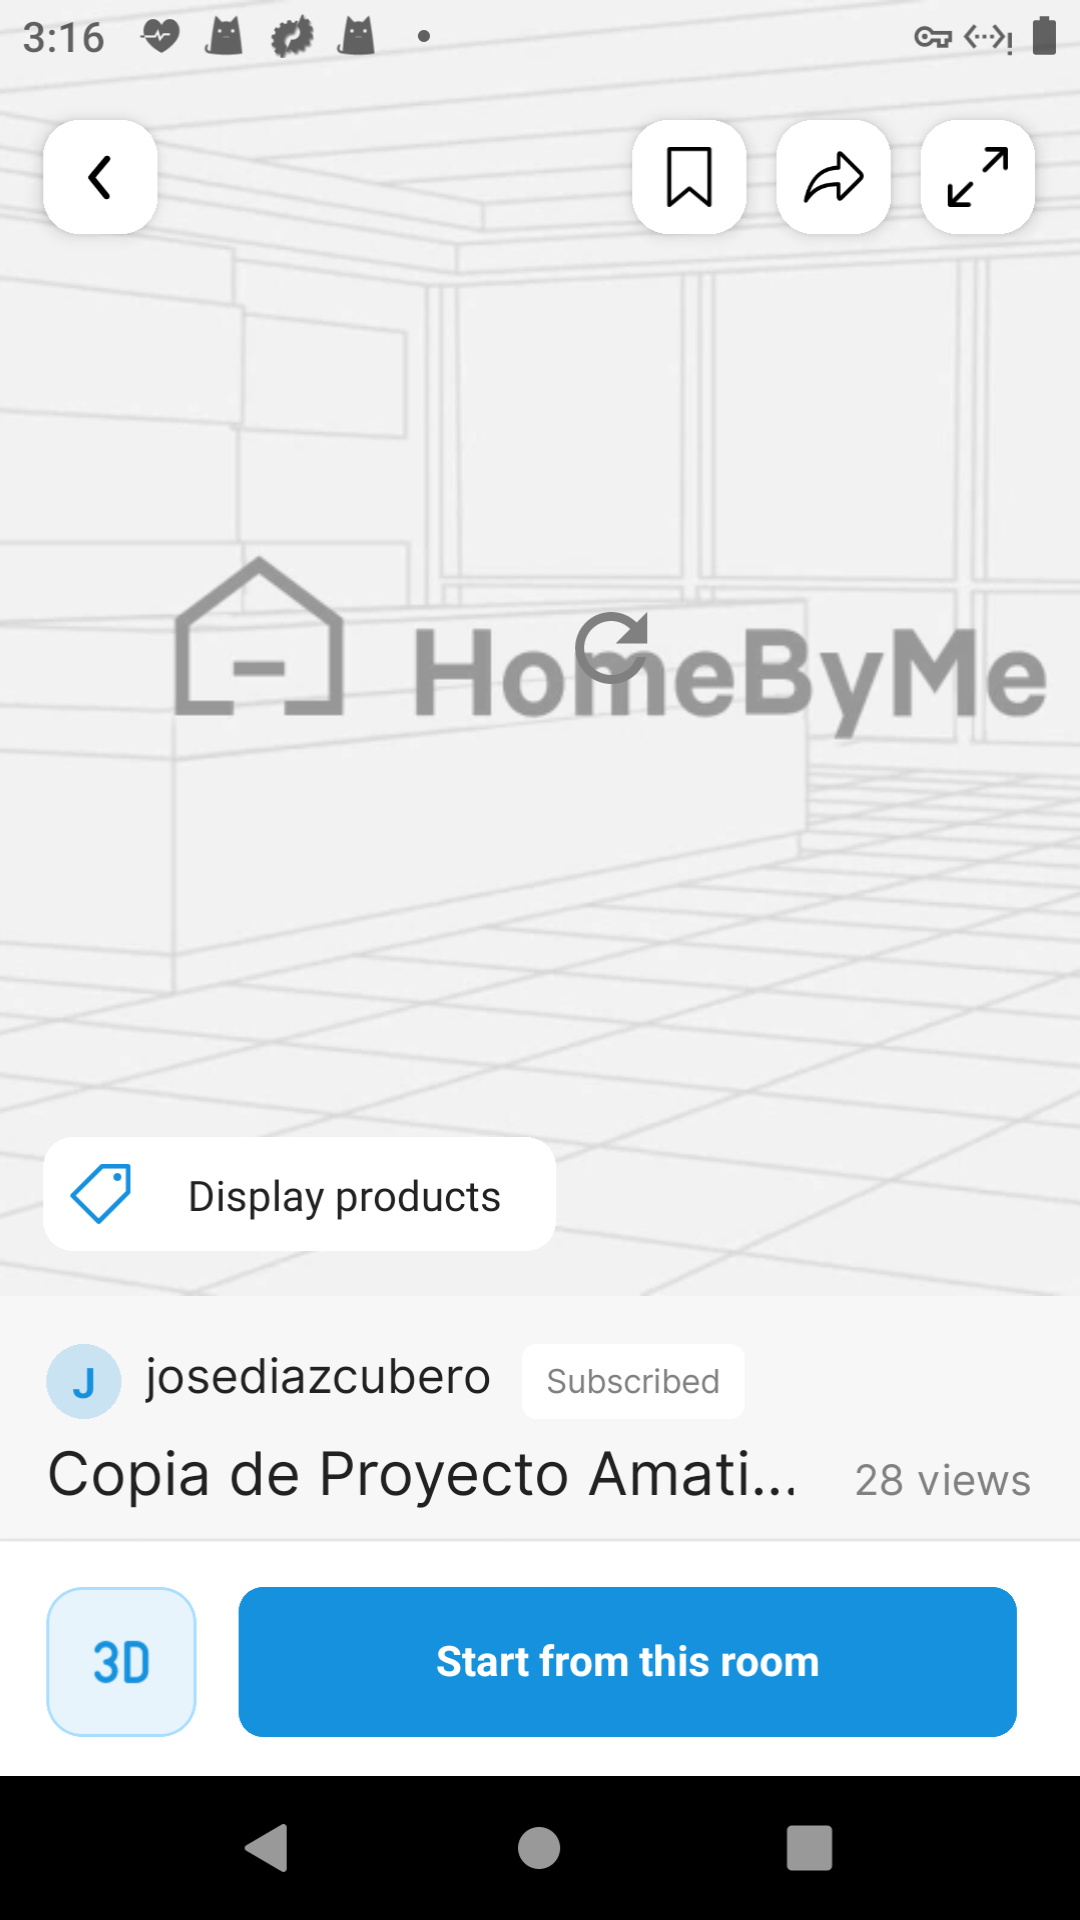 3:16
HomeByMe
Display products
J
josediazcubero
Subscribed
Copia de Proyecto Amati...
28 views
3D
Start from this room